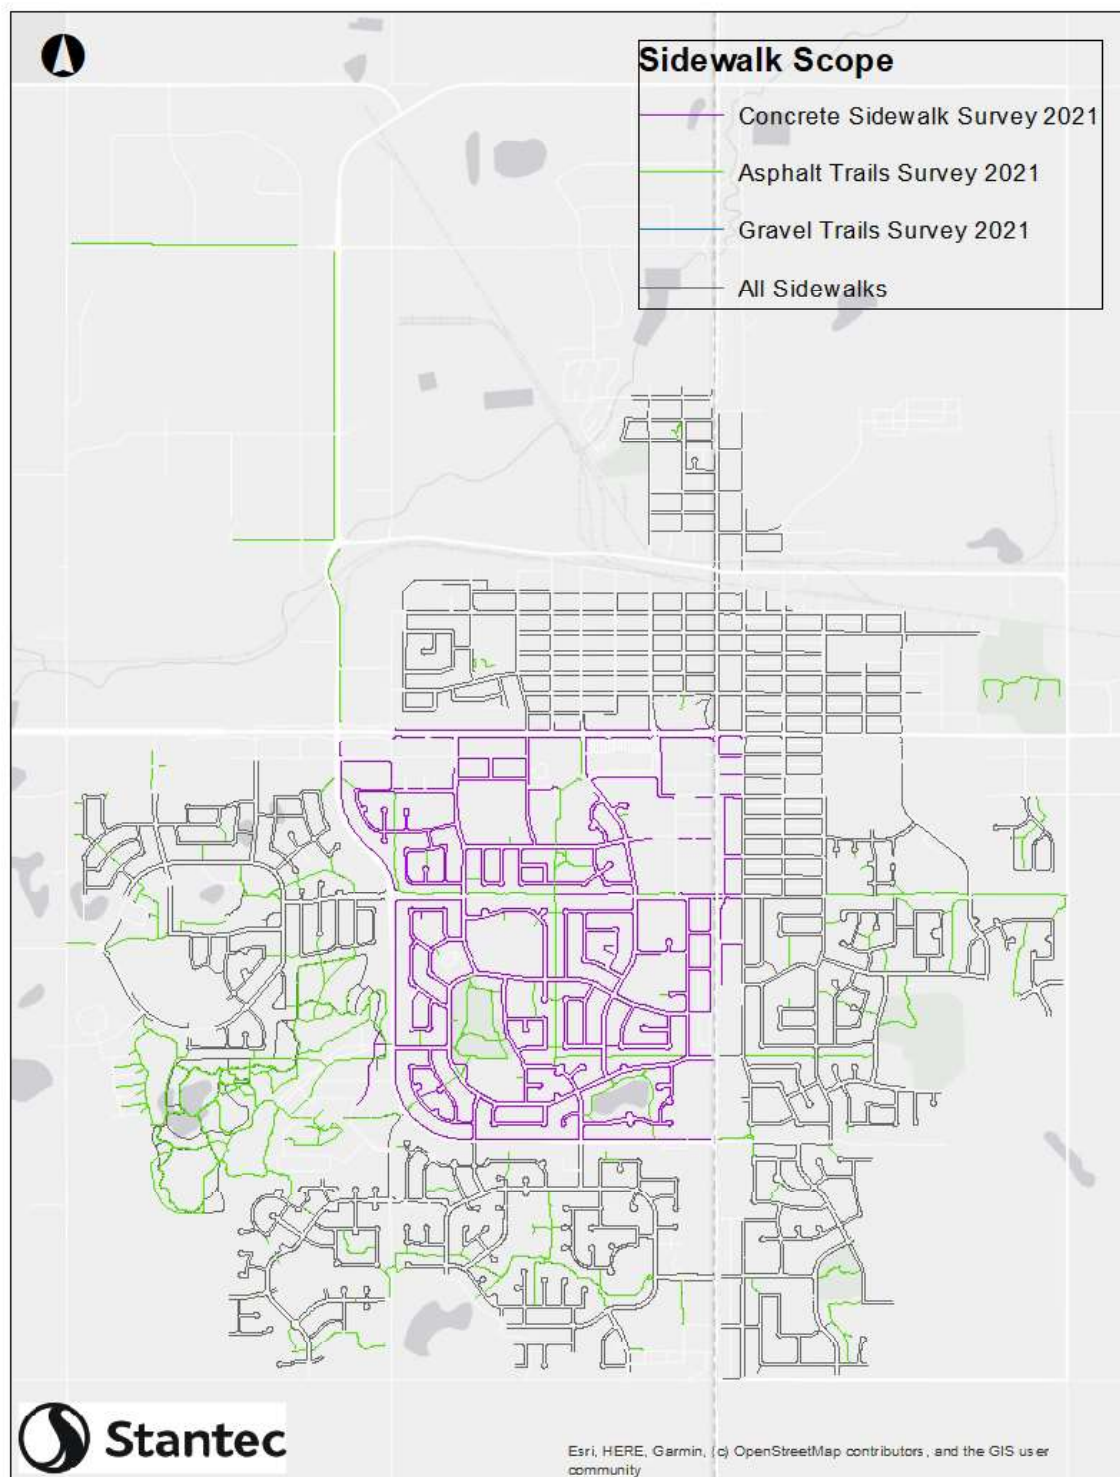 Sidewalk Scope
Concrete Sidewalk Survey 2021
Asphalt Trails Survey 2021
Gravel Trails Survey 2021
All Sidewalks
Stantec
Esri, HERE, Garmin, (c) OpenStreetMap contributors, and the GIS user
community